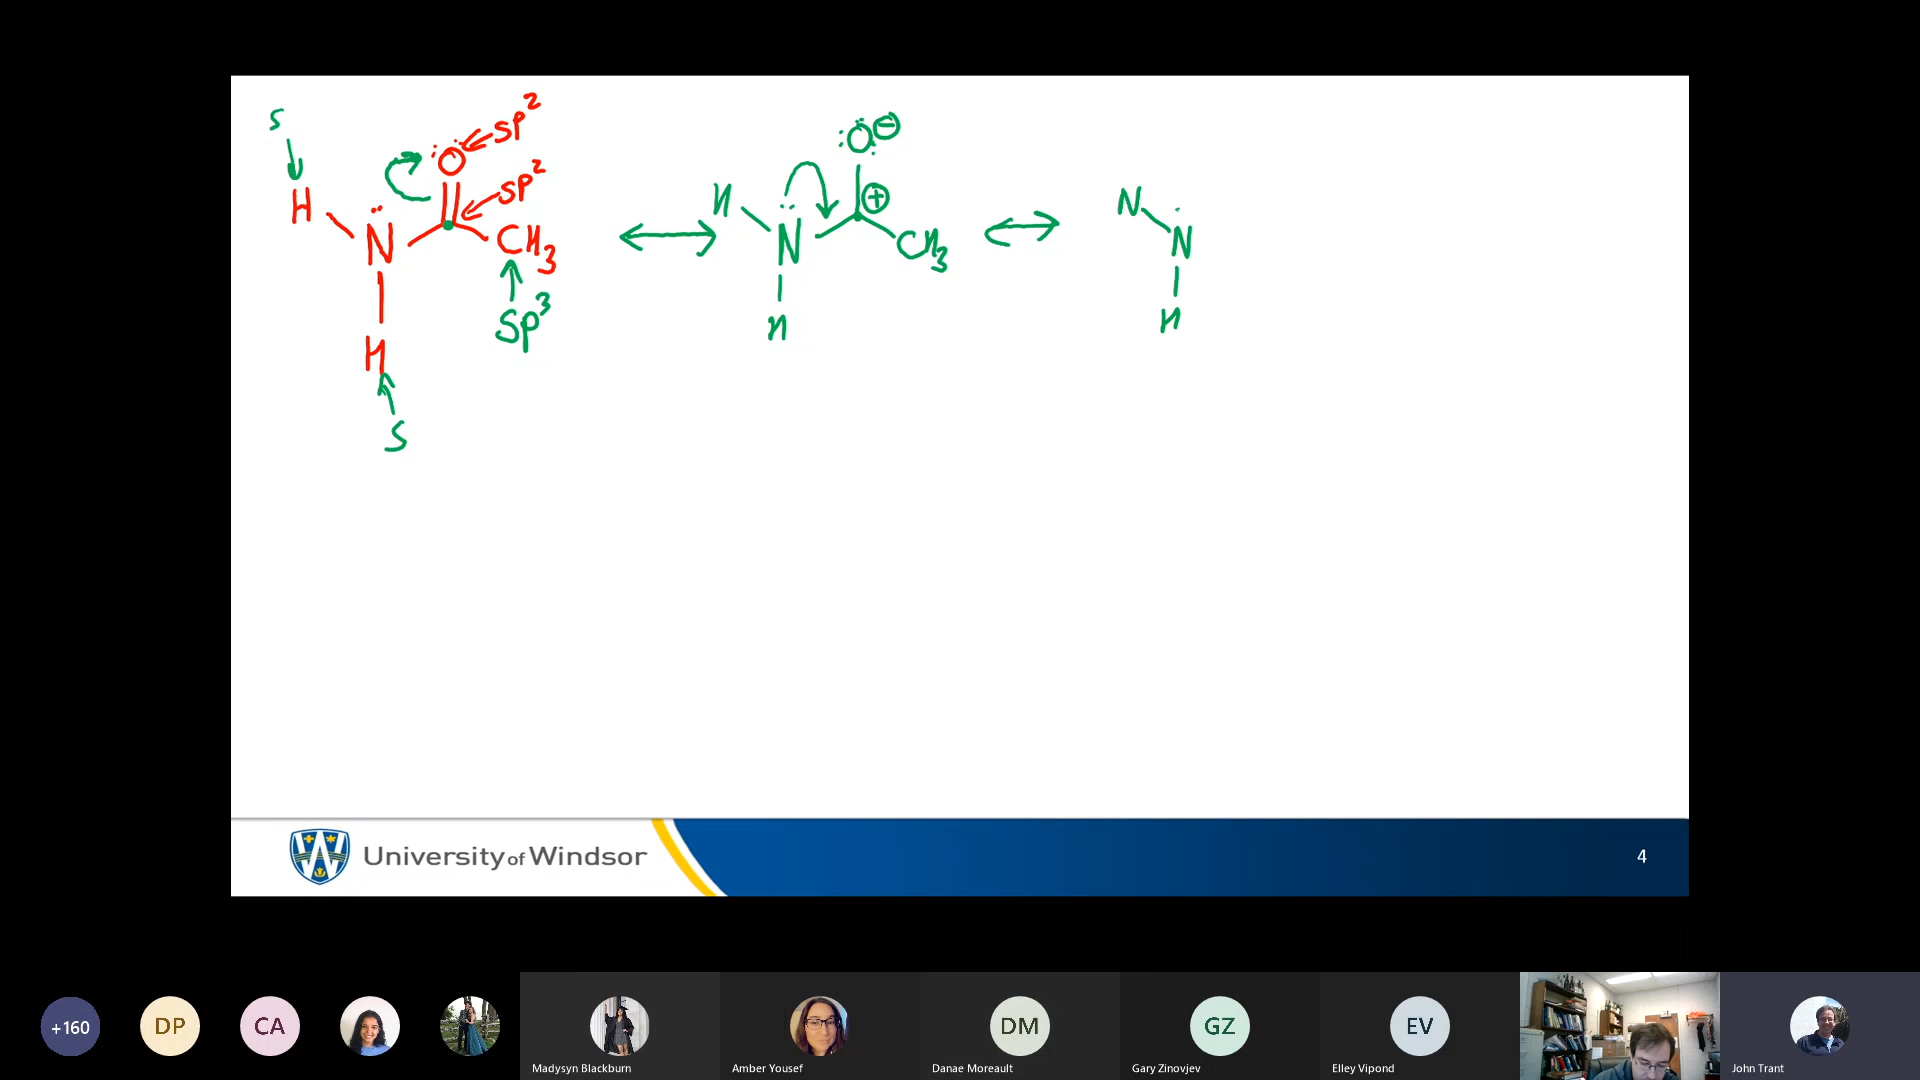 S
H
N
H
S
O
sp²
sp²
CH₃
sp³
H
N
H
O
⊖
⊕
CH₃
H
N
H
University of Windsor
4
+160
DP
CA
DM
GZ
EV
Madysyn Blackburn
Amber Yousef
Danae Moreault
Gary Zinovjev
Elley Vipond
John Trant